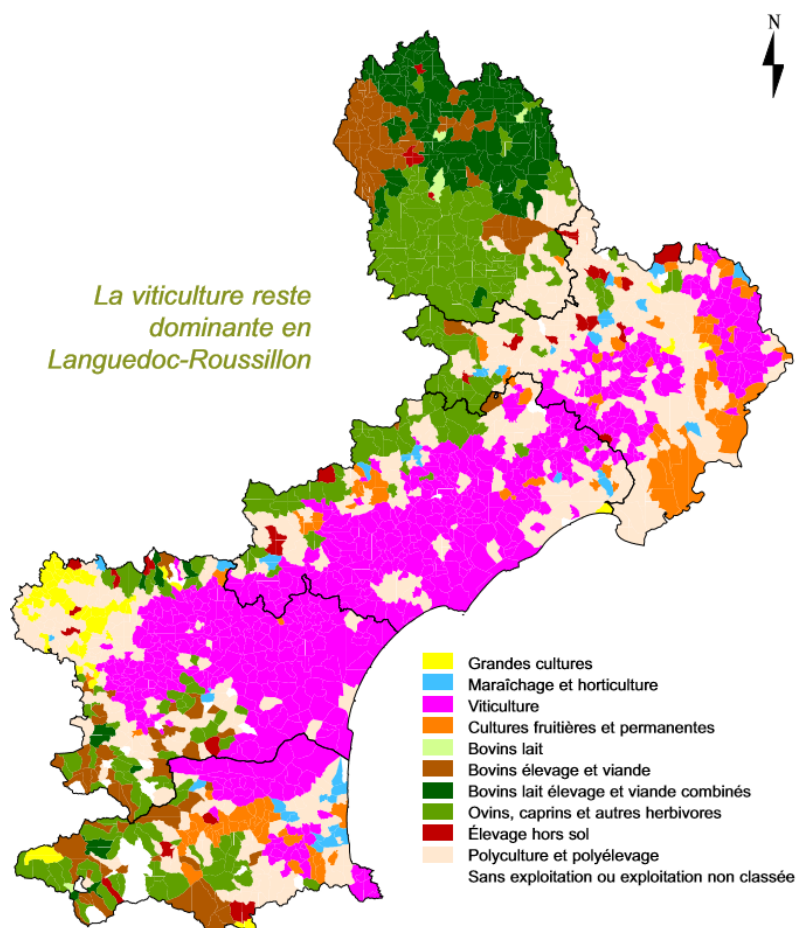 N
La viticulture reste
dominante en
Languedoc-Roussillon
Grandes cultures
Maraîchage et horticulture
Viticulture
Cultures fruitières et permanentes
Bovins lait
Bovins élevage et viande
Bovins lait élevage et viande combinés
Ovins, caprins et autres herbivores
Élevage hors sol
Polyculture et polyélevage
Sans exploitation ou exploitation non classée